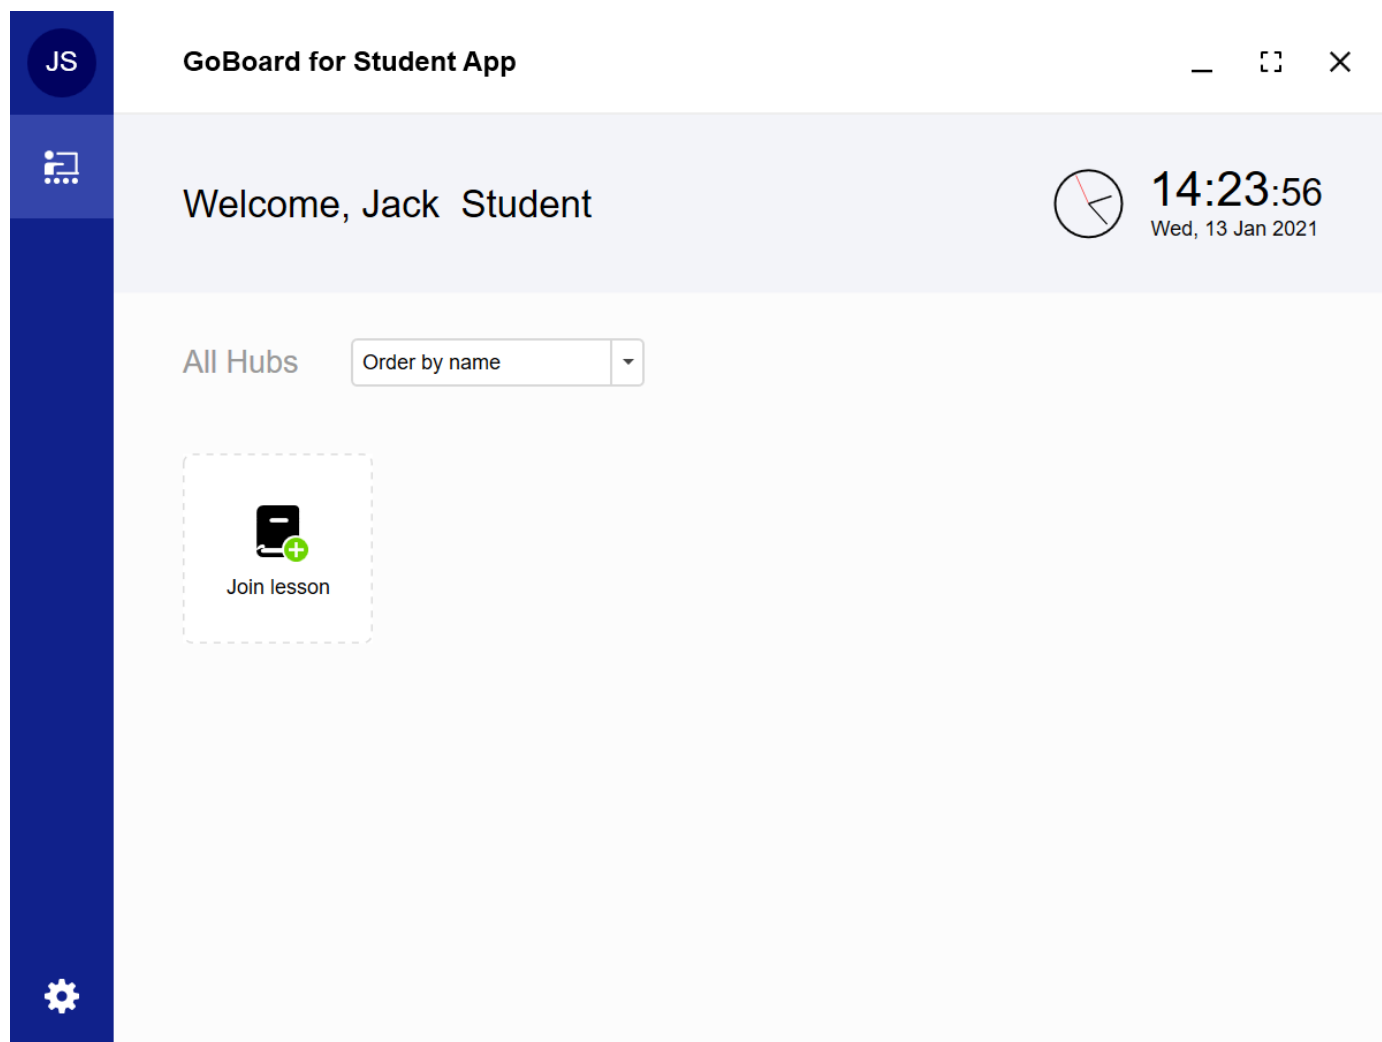 JS
GoBoard for Student App
Welcome, Jack  Student
14:23:56
Wed, 13 Jan 2021
All Hubs
Order by name
Join lesson